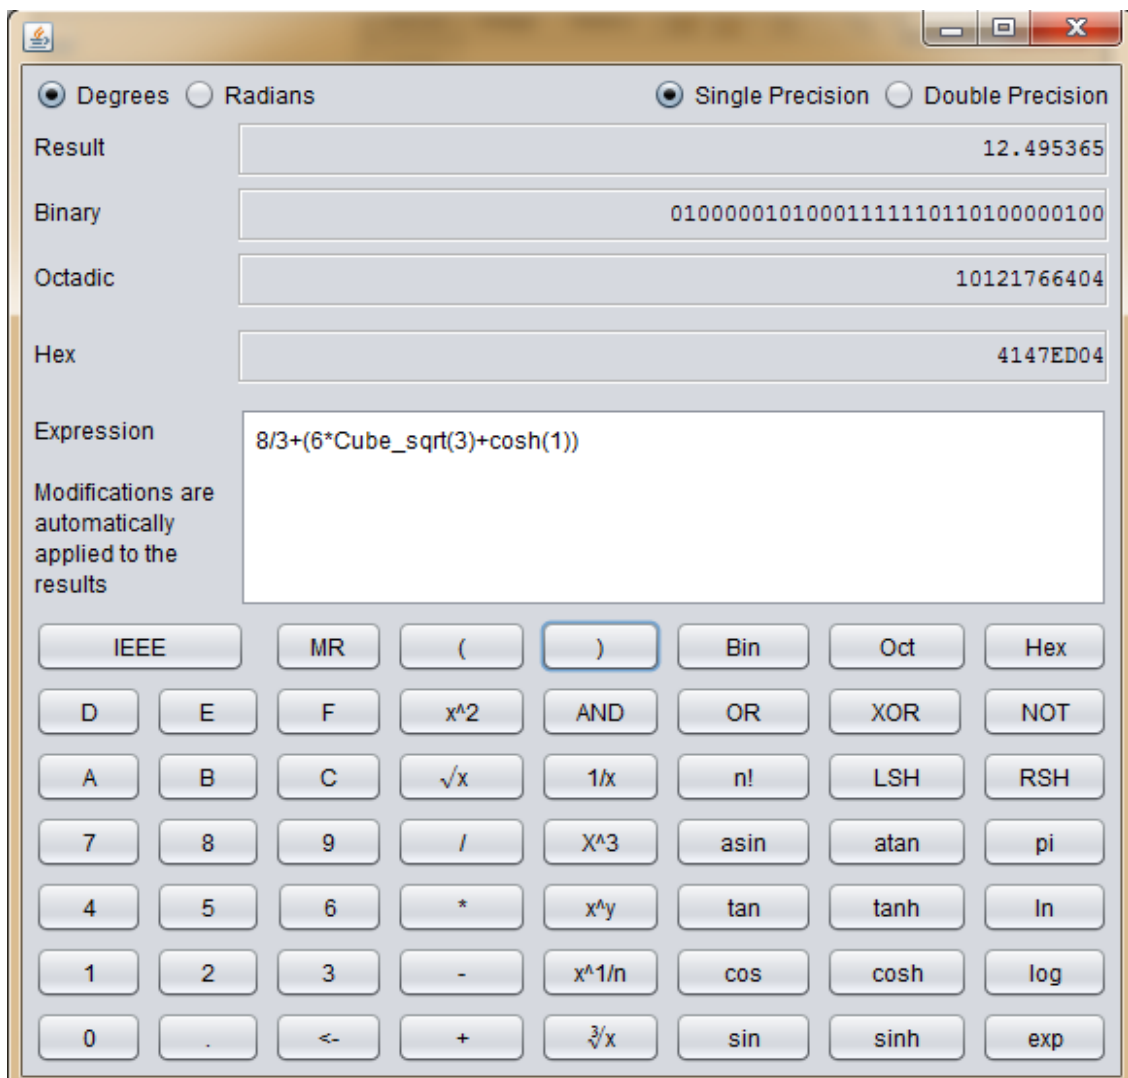 Degrees Radians Single Precision Double Precision
Result 12.495365
Binary 01000001010001111110110100000100
Octadic 10121766404
Hex 4147ED04
Expression 8/3+(6*Cube_sqrt(3)+cosh(1))
Modifications are
automatically
applied to the
results
IEEE MR ( ) Bin Oct Hex
D E F x^2 AND OR XOR NOT
A B C √x 1/x n! LSH RSH
7 8 9 / X^3 asin atan pi
4 5 6 * x^y tan tanh ln
1 2 3 - x^1/n cos cosh log
0 . <- + ∛x sin sinh exp